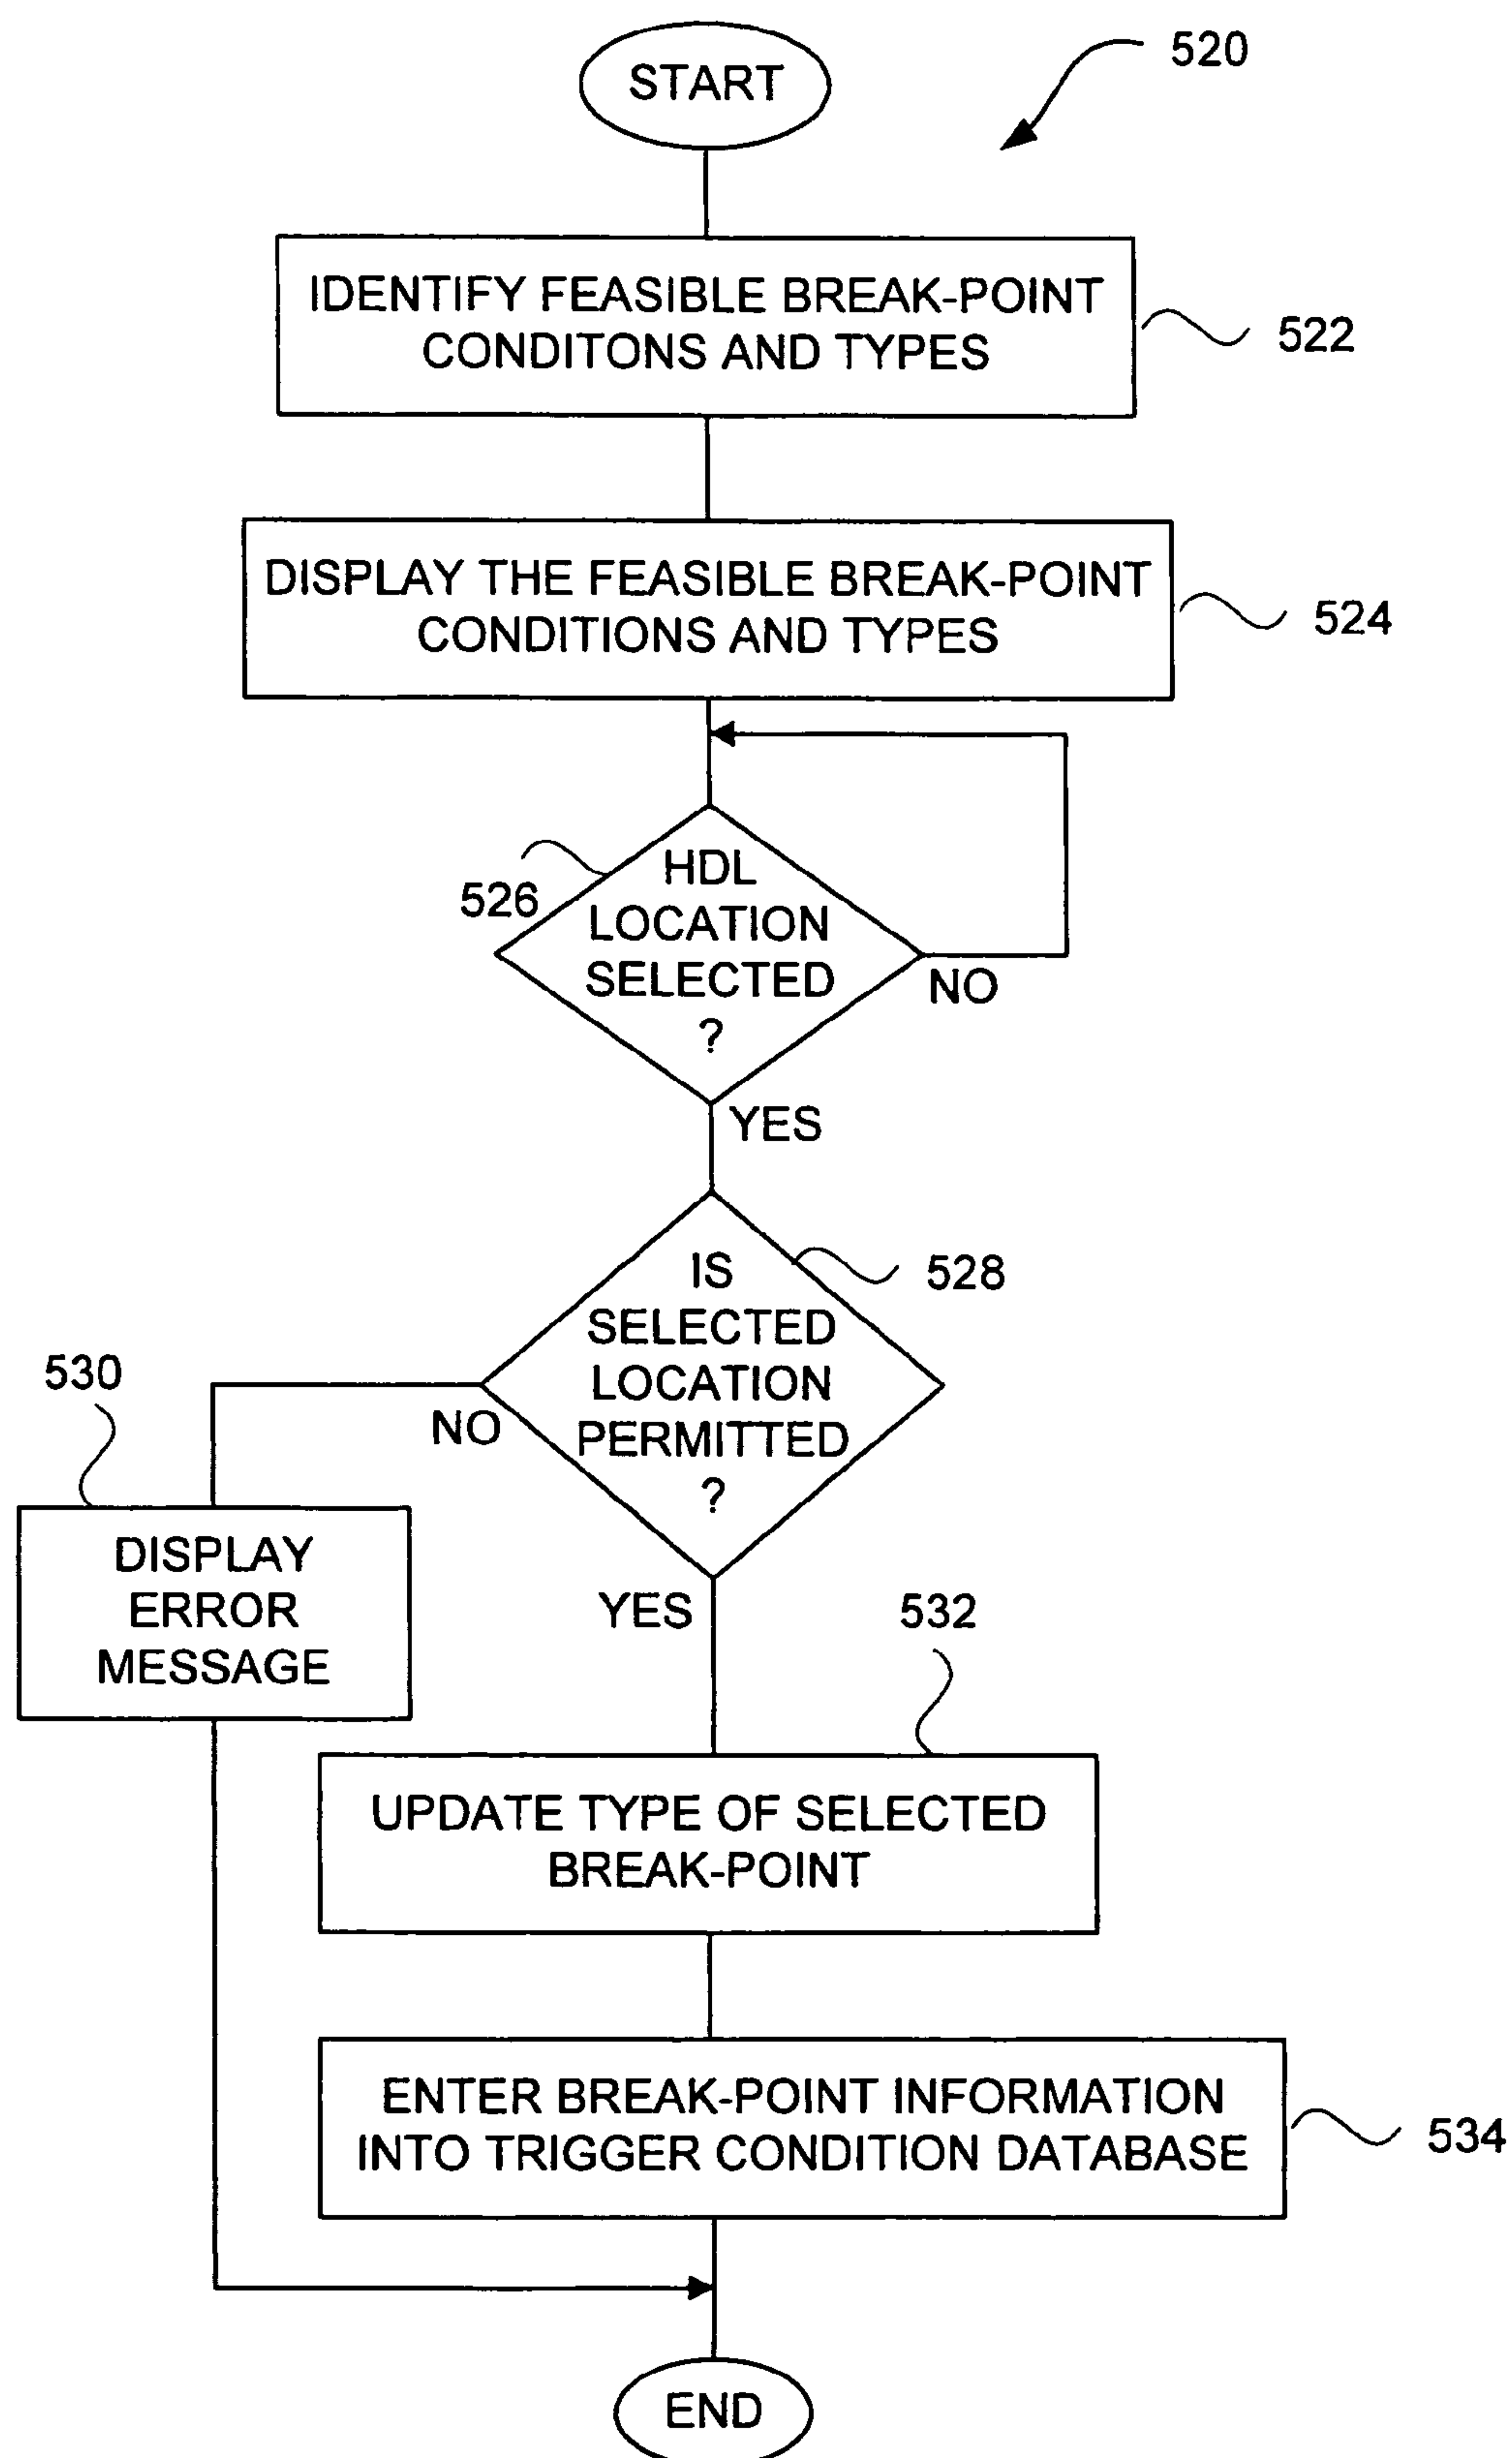 START
520
IDENTIFY FEASIBLE BREAK-POINT
CONDITONS AND TYPES
522
DISPLAY THE FEASIBLE BREAK-POINT
CONDITIONS AND TYPES
524
526
HDL
LOCATION
SELECTED
?
NO
YES
IS
SELECTED
LOCATION
PERMITTED
?
528
NO
530
DISPLAY
ERROR
MESSAGE
YES
532
UPDATE TYPE OF SELECTED
BREAK-POINT
ENTER BREAK-POINT INFORMATION
INTO TRIGGER CONDITION DATABASE
534
END